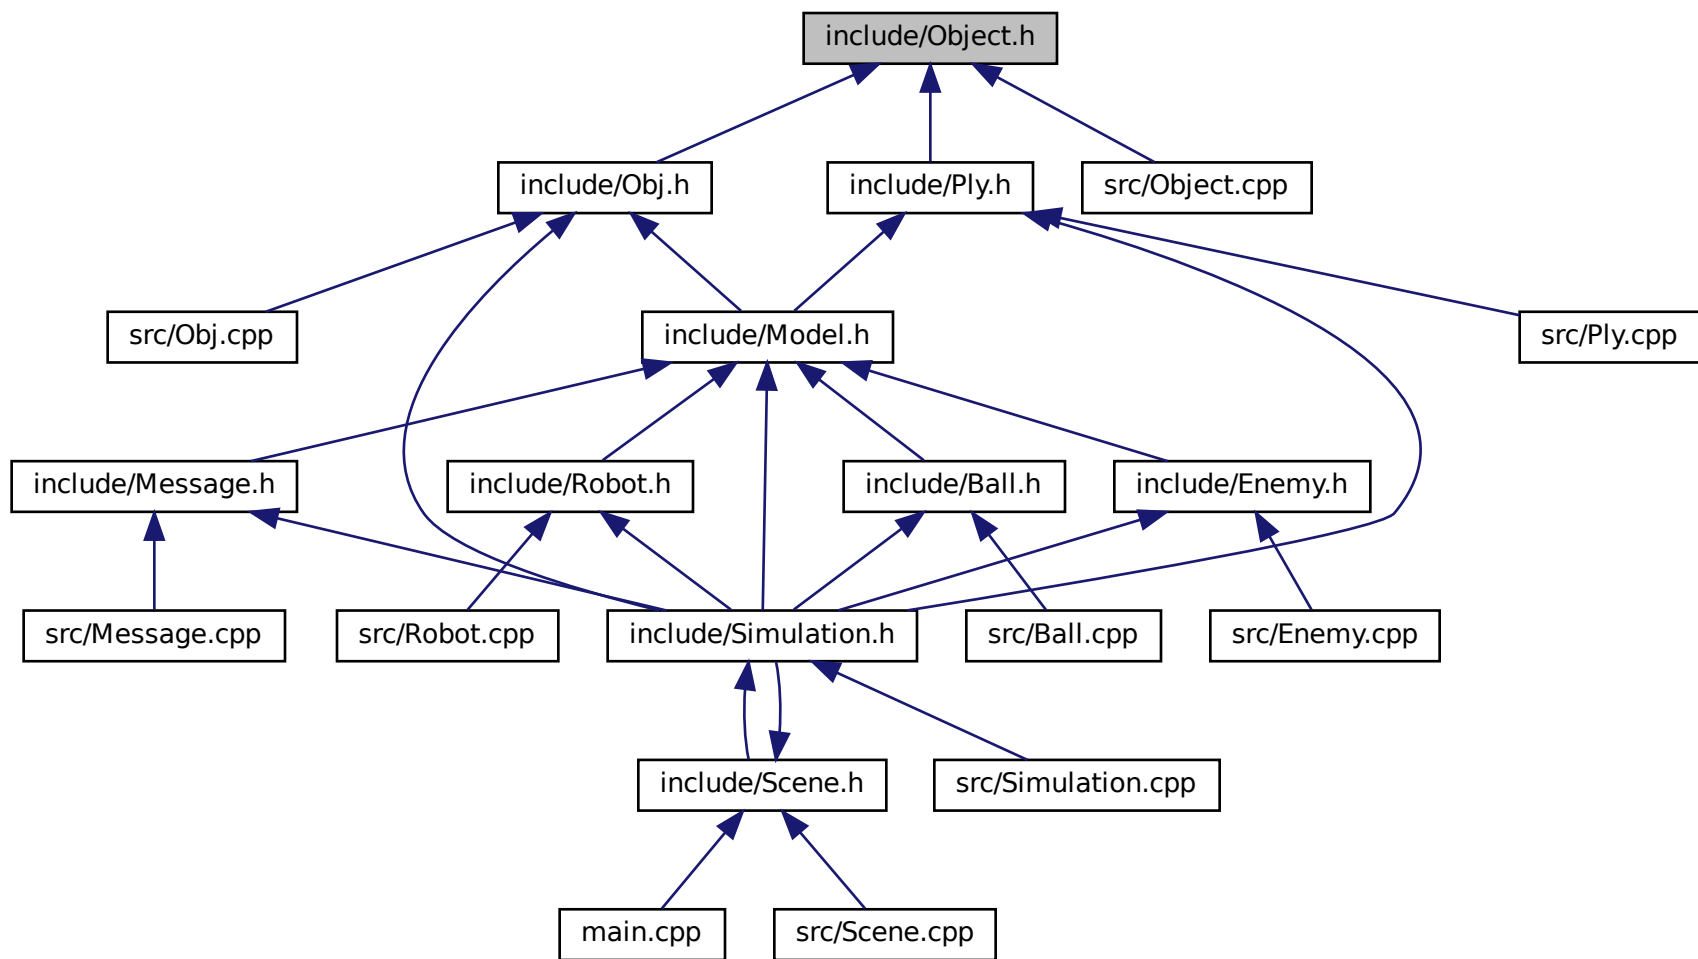 include/Object.h
include/Obj.h
include/Ply.h
src/Object.cpp
src/Obj.cpp
include/Model.h
src/Ply.cpp
include/Message.h
include/Robot.h
include/Ball.h
include/Enemy.h
src/Message.cpp
src/Robot.cpp
include/Simulation.h
src/Ball.cpp
src/Enemy.cpp
include/Scene.h
src/Simulation.cpp
main.cpp
src/Scene.cpp